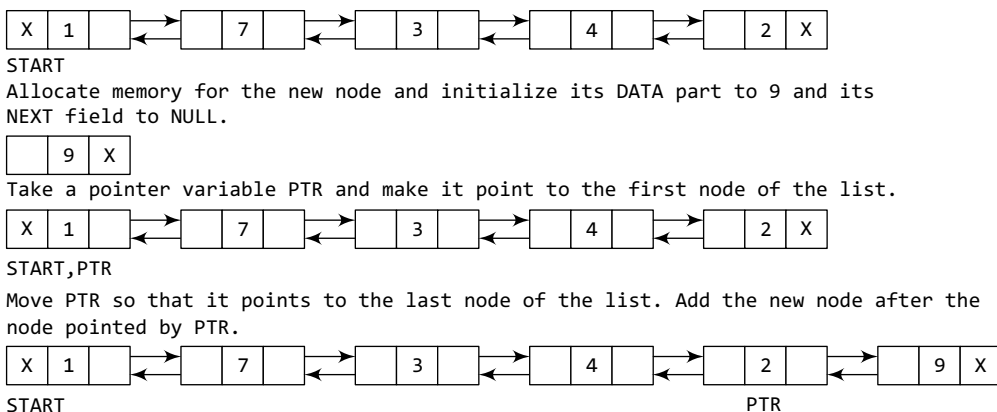 X 1 7 3 4 2 X
START
Allocate memory for the new node and initialize its DATA part to 9 and its
NEXT field to NULL.
9 X
Take a pointer variable PTR and make it point to the first node of the list.
X 1 7 3 4 2 X
START,PTR
Move PTR so that it points to the last node of the list. Add the new node after the
node pointed by PTR.
X 1 7 3 4 2 9 X
START PTR